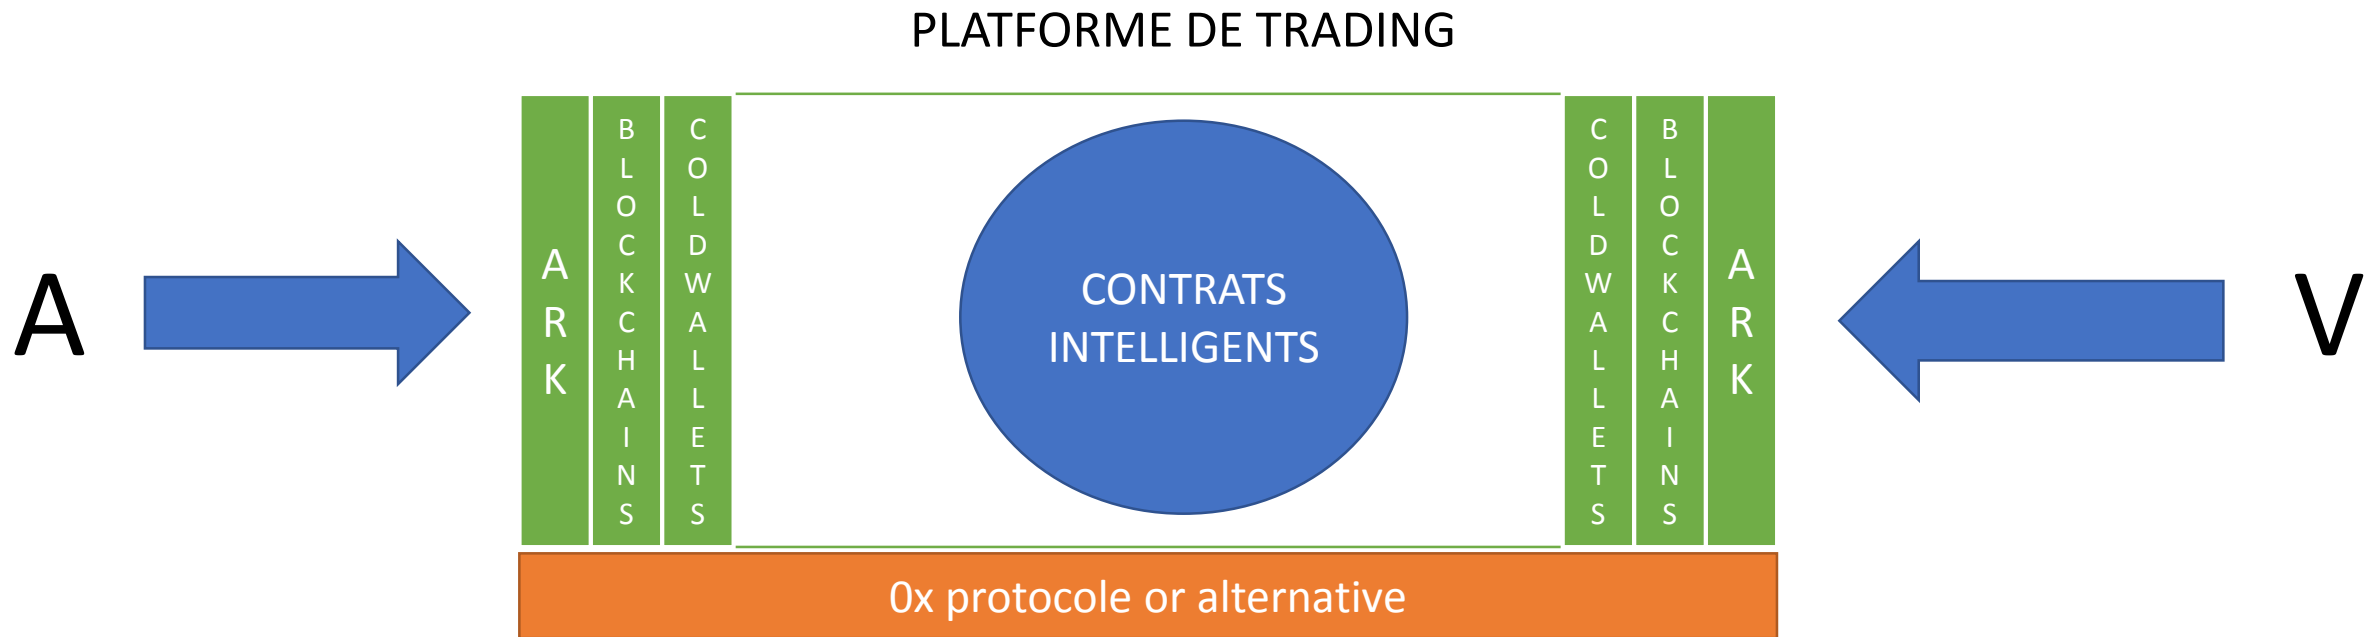 PLATFORME DE TRADING
A
ARK
BLOCKCHAINS
COLDWALLETS
CONTRATS
INTELLIGENTS
COLDWALLETS
BLOCKCHAINS
ARK
V
0x protocole or alternative